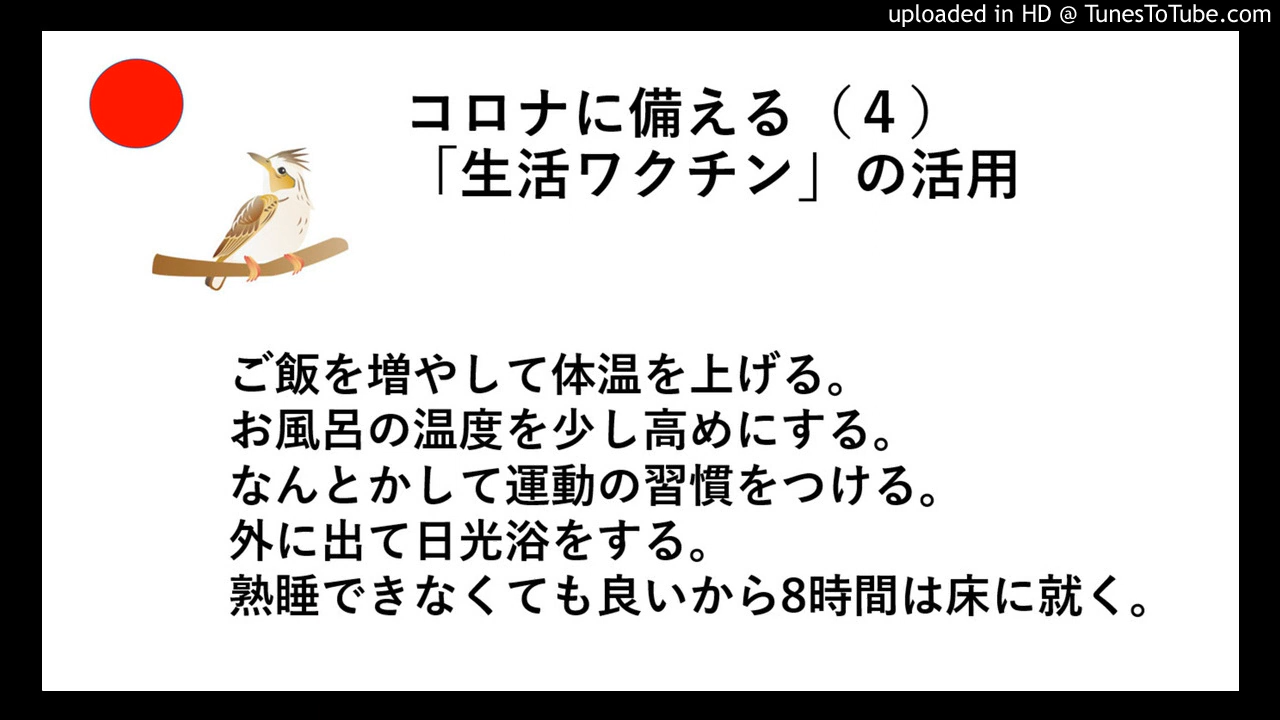 uploaded in HD @ TunesToTube.com
コロナに備える（４）
「生活ワクチン」の活用
ご飯を増やして体温を上げる。
お風呂の温度を少し高めにする。
なんとかして運動の習慣をつける。
外に出て日光浴をする。
熟睡できなくても良いから8時間は床に就く。